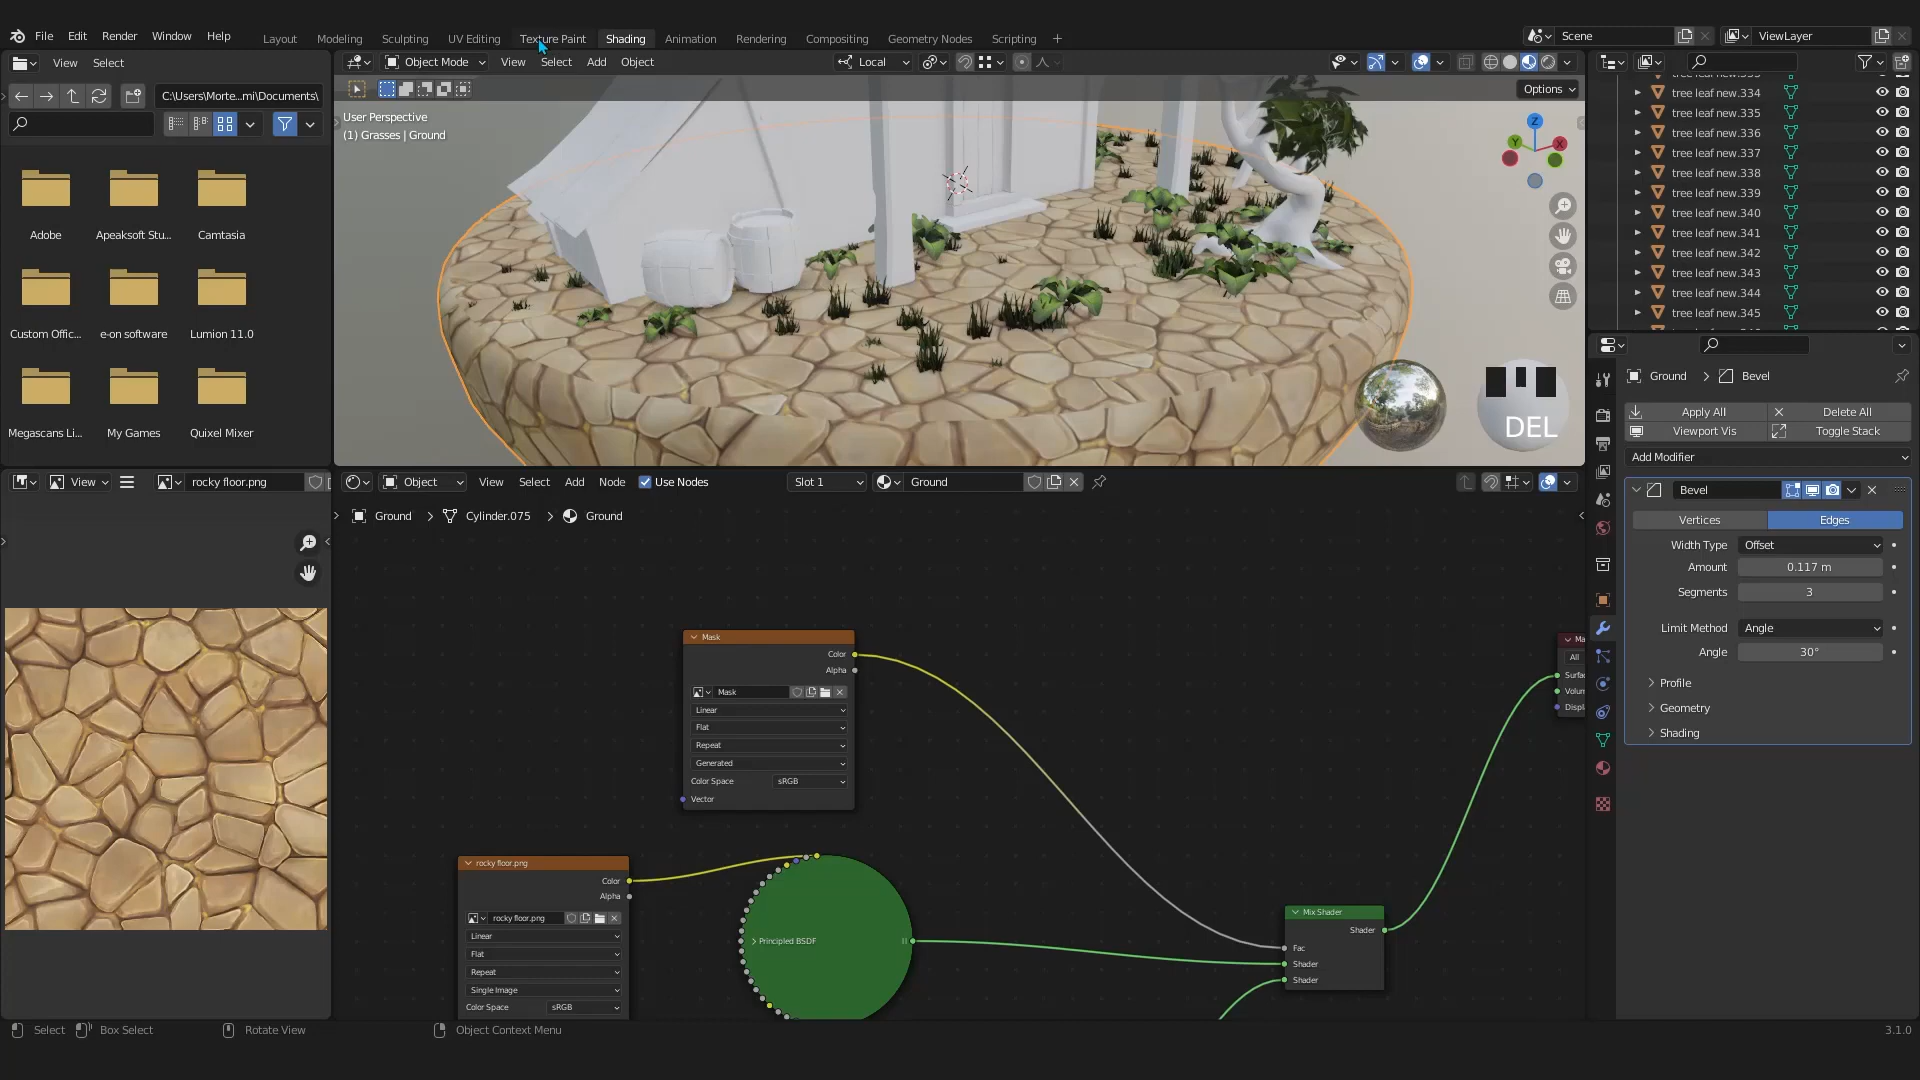 File Edit Render Window Help
Layout Modeling Sculpting UV Editing Texture Paint Shading Animation Rendering Compositing Geometry Nodes Scripting +
Scene
ViewLayer
View Select
C:\Users\Morte...mi\Documents\
Adobe Apeaksoft Stu... Camtasia
Custom Offic... e-on software Lumion 11.0
Megascans Li... My Games Quixel Mixer
Object Mode View Select Add Object
Local
Options
User Perspective
(1) Grasses | Ground
Z
Y X
DEL
tree leaf new.334
tree leaf new.335
tree leaf new.336
tree leaf new.337
tree leaf new.338
tree leaf new.339
tree leaf new.340
tree leaf new.341
tree leaf new.342
tree leaf new.343
tree leaf new.344
tree leaf new.345
Ground > Bevel
Apply All Delete All
Viewport Vis Toggle Stack
Add Modifier
Bevel
Vertices Edges
Width Type Offset
Amount 0.117 m
Segments 3
Limit Method Angle
Angle 30°
Profile
Geometry
Shading
View rocky floor.png
Object View Select Add Node Use Nodes
Slot 1
Ground
Ground > Cylinder.075 > Ground
Mask
Color
Alpha
Mask
Linear
Flat
Repeat
Generated
Color Space sRGB
Vector
rocky floor.png
Color
Alpha
rocky floor.png
Linear
Flat
Repeat
Single Image
Color Space sRGB
Principled BSDF
Mix Shader
Shader
Fac
Shader
Shader
Ma
All
Surfac
Volum
Displ
Select Box Select Rotate View Object Context Menu
3.1.0